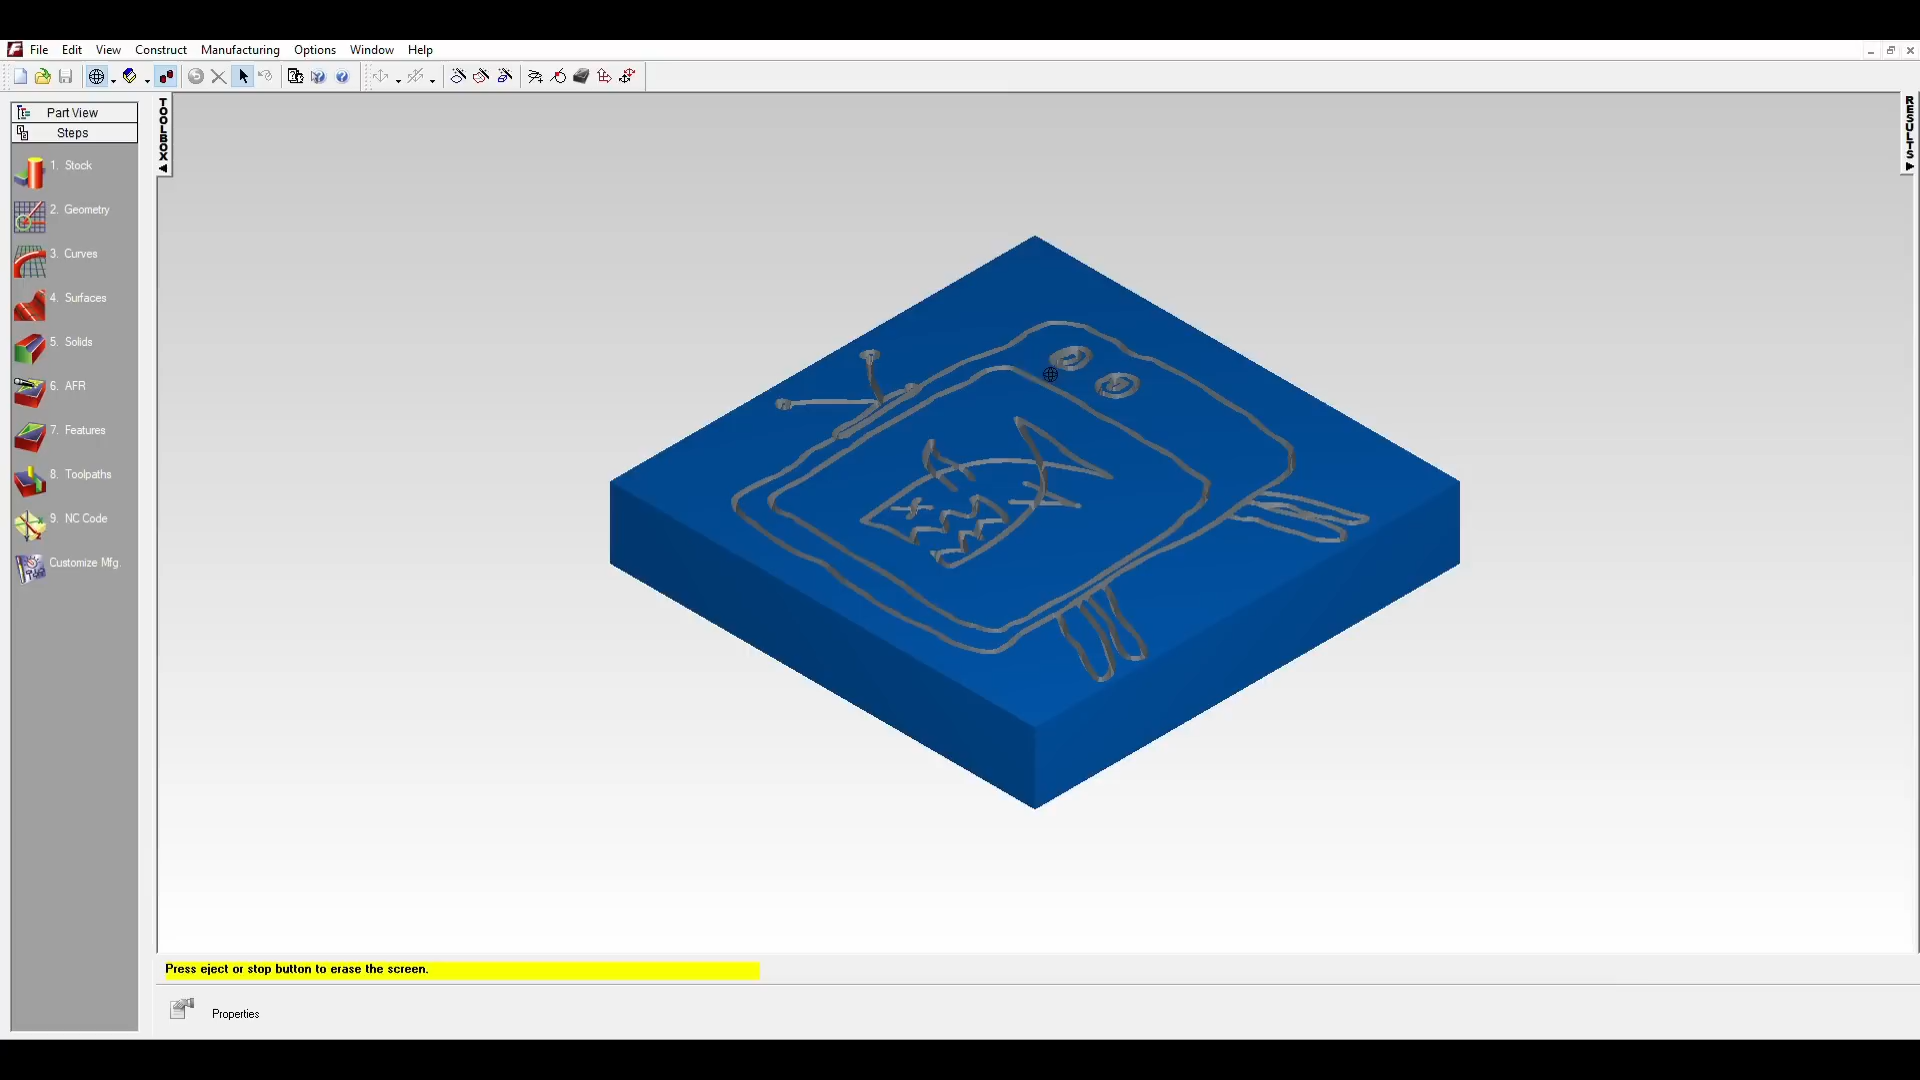 File Edit View Construct Manufacturing Options Window Help
TOOLBOX
RESULTS
Part View
Steps
1. Stock
2. Geometry
3. Curves
4. Surfaces
5. Solids
6. AFR
7. Features
8. Toolpaths
9. NC Code
Customize Mfg.
Press eject or stop button to erase the screen.
Properties